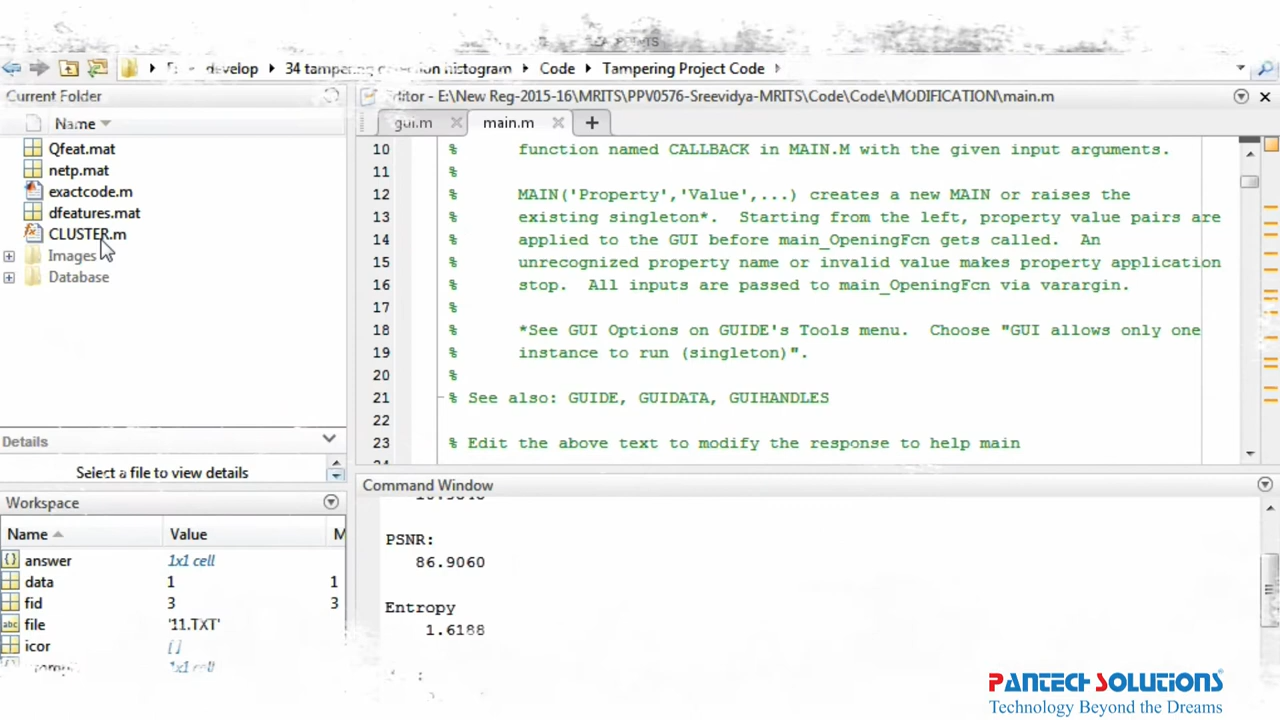 develop ▸ 34 tampering detection histogram ▸ Code ▸ Tampering Project Code ▸
Current Folder
Name
Qfeat.mat
netp.mat
exactcode.m
dfeatures.mat
CLUSTER.m
Images
Database
Details
Select a file to view details
Workspace
Name Value M
answer 1x1 cell
data 1 1
fid 3 3
file '11.TXT'
icor []
1x1 cell
Editor - E:\New Reg-2015-16\MRITS\PPV0576-Sreevidya-MRITS\Code\Code\MODIFICATION\main.m
gui.m main.m
10 % function named CALLBACK in MAIN.M with the given input arguments.
11 %
12 % MAIN('Property','Value',...) creates a new MAIN or raises the
13 % existing singleton*. Starting from the left, property value pairs are
14 % applied to the GUI before main_OpeningFcn gets called. An
15 % unrecognized property name or invalid value makes property application
16 % stop. All inputs are passed to main_OpeningFcn via varargin.
17 %
18 % *See GUI Options on GUIDE's Tools menu. Choose "GUI allows only one
19 % instance to run (singleton)".
20 %
21 % See also: GUIDE, GUIDATA, GUIHANDLES
22
23 % Edit the above text to modify the response to help main
Command Window
PSNR:
86.9060
Entropy
1.6188
PANTECH SOLUTIONS
Technology Beyond the Dreams